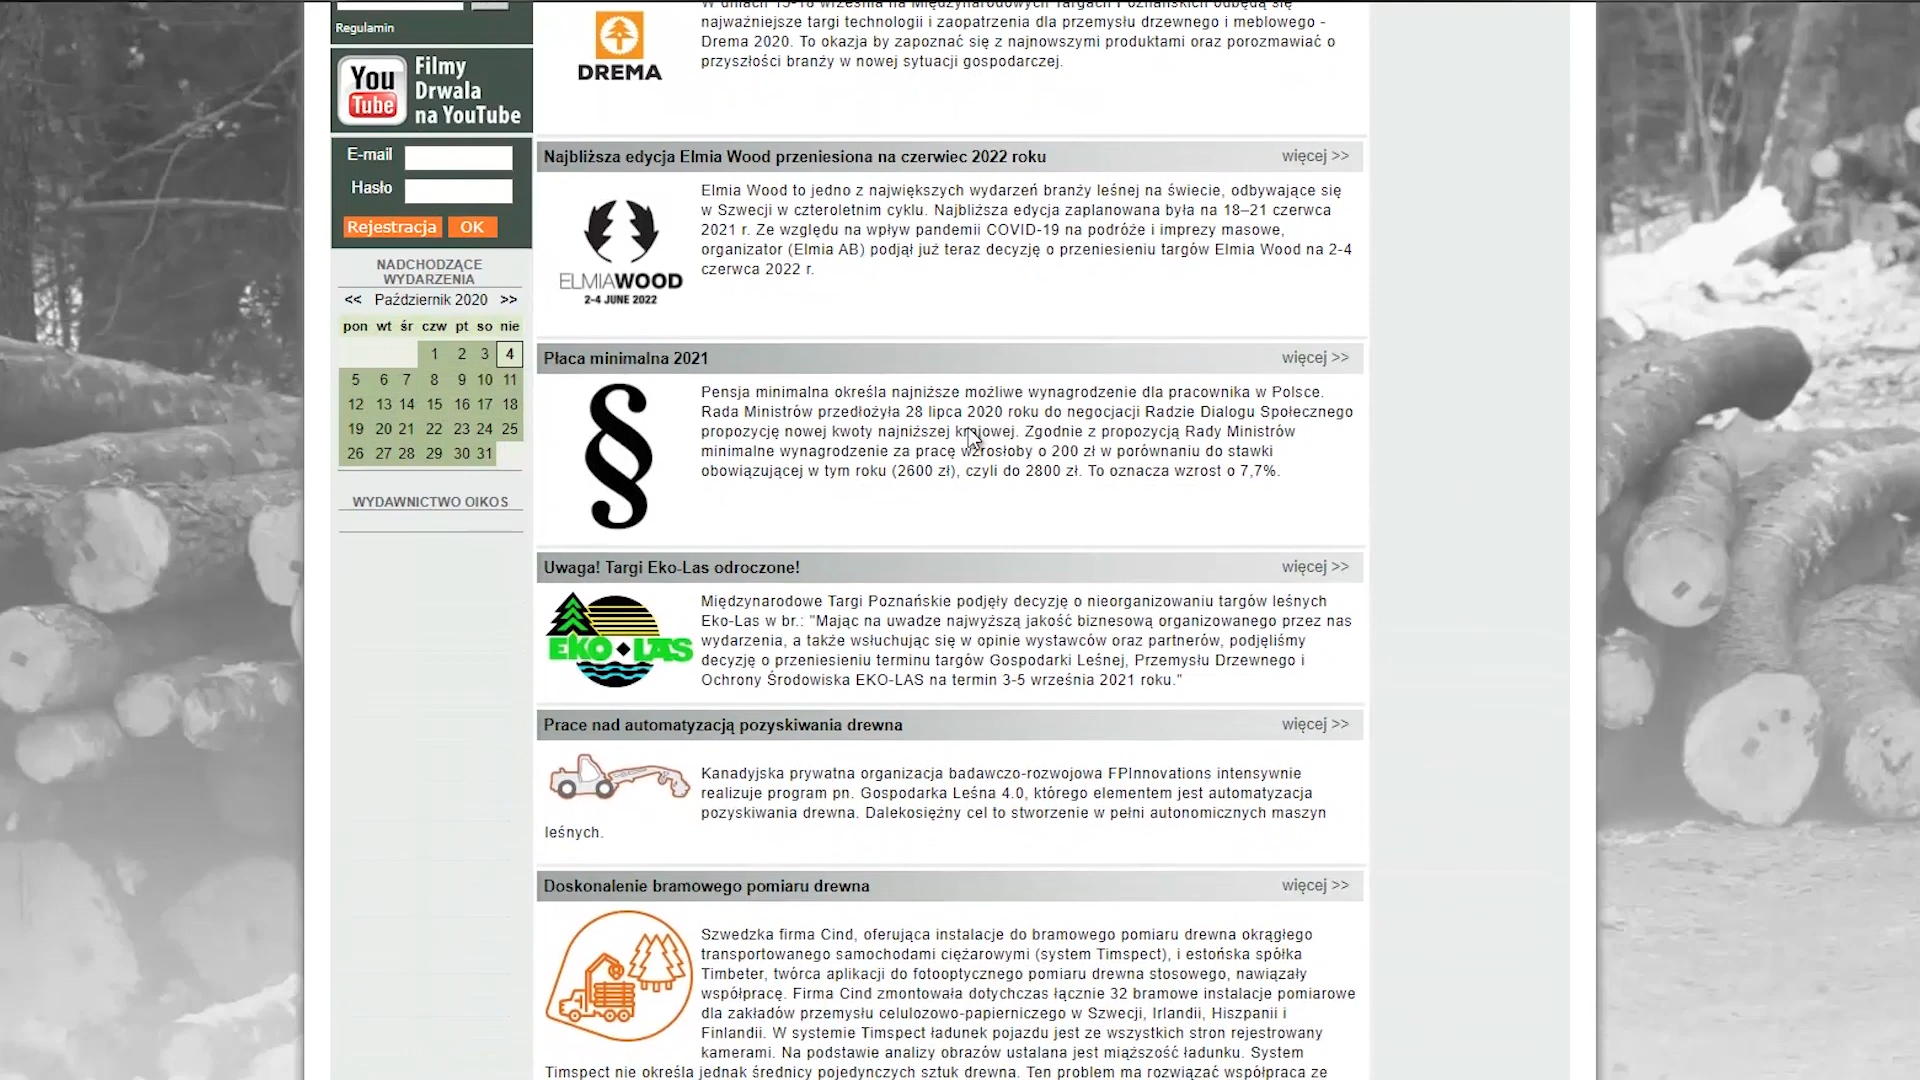 Regulamin
You
Tube
Filmy
Drwala
na YouTube
E-mail
Hasło
Rejestracja OK
NADCHODZĄCE
WYDARZENIA
<< Październik 2020 >>
pon wt śr czw pt so nie
1 2 3 4
5 6 7 8 9 10 11
12 13 14 15 16 17 18
19 20 21 22 23 24 25
26 27 28 29 30 31
WYDAWNICTWO OIKOS
DREMA
W dniach 15-18 września na Międzynarodowych Targach Poznańskich odbędą się
najważniejsze targi technologii i zaopatrzenia dla przemysłu drzewnego i meblowego -
Drema 2020. To okazja by zapoznać się z najnowszymi produktami oraz porozmawiać o
przyszłości branży w nowej sytuacji gospodarczej.
Najbliższa edycja Elmia Wood przeniesiona na czerwiec 2022 roku więcej >>
ELMIAWOOD
2-4 JUNE 2022
Elmia Wood to jedno z największych wydarzeń branży leśnej na świecie, odbywające się
w Szwecji w czteroletnim cyklu. Najbliższa edycja zaplanowana była na 18–21 czerwca
2021 r. Ze względu na wpływ pandemii COVID-19 na podróże i imprezy masowe,
organizator (Elmia AB) podjął już teraz decyzję o przeniesieniu targów Elmia Wood na 2-4
czerwca 2022 r.
Płaca minimalna 2021 więcej >>
§
Pensja minimalna określa najniższe możliwe wynagrodzenie dla pracownika w Polsce.
Rada Ministrów przedłożyła 28 lipca 2020 roku do negocjacji Radzie Dialogu Społecznego
propozycję nowej kwoty najniższej krajowej. Zgodnie z propozycją Rady Ministrów
minimalne wynagrodzenie za pracę wzrosłoby o 200 zł w porównaniu do stawki
obowiązującej w tym roku (2600 zł), czyli do 2800 zł. To oznacza wzrost o 7,7%.
Uwaga! Targi Eko-Las odroczone! więcej >>
EKO LAS
Międzynarodowe Targi Poznańskie podjęły decyzję o nieorganizowaniu targów leśnych
Eko-Las w br.: "Mając na uwadze najwyższą jakość biznesową organizowanego przez nas
wydarzenia, a także wsłuchując się w opinie wystawców oraz partnerów, podjęliśmy
decyzję o przeniesieniu terminu targów Gospodarki Leśnej, Przemysłu Drzewnego i
Ochrony Środowiska EKO-LAS na termin 3-5 września 2021 roku."
Prace nad automatyzacją pozyskiwania drewna więcej >>
Kanadyjska prywatna organizacja badawczo-rozwojowa FPInnovations intensywnie
realizuje program pn. Gospodarka Leśna 4.0, którego elementem jest automatyzacja
pozyskiwania drewna. Dalekosiężny cel to stworzenie w pełni autonomicznych maszyn
leśnych.
Doskonalenie bramowego pomiaru drewna więcej >>
Szwedzka firma Cind, oferująca instalacje do bramowego pomiaru drewna okrągłego
transportowanego samochodami ciężarowymi (system Timspect), i estońska spółka
Timbeter, twórca aplikacji do fotooptycznego pomiaru drewna stosowego, nawiązały
współpracę. Firma Cind zmontowała dotychczas łącznie 32 bramowe instalacje pomiarowe
dla zakładów przemysłu celulozowo-papierniczego w Szwecji, Irlandii, Hiszpanii i
Finlandii. W systemie Timspect ładunek pojazdu jest ze wszystkich stron rejestrowany
kamerami. Na podstawie analizy obrazów ustalana jest miąższość ładunku. System
Timspect nie określa jednak średnicy pojedynczych sztuk drewna. Ten problem ma rozwiązać współpraca ze